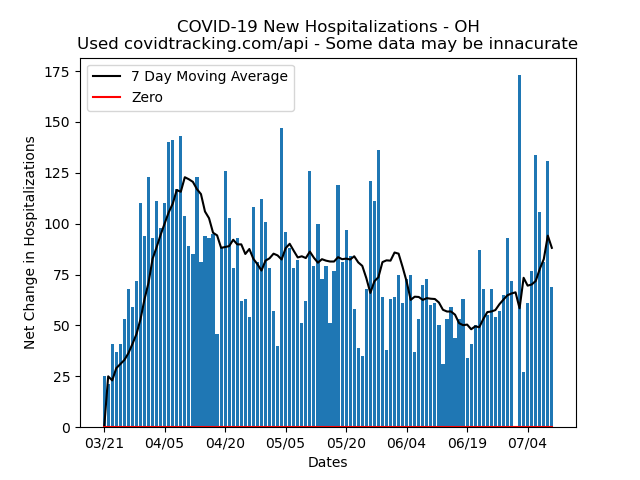 COVID-19 New Hospitalizations - OH
Used covidtracking.com/api - Some data may be innacurate
7 Day Moving Average
Zero
Net Change in Hospitalizations
175
150
125
100
75
50
25
0
03/21 04/05 04/20 05/05 05/20 06/04 06/19 07/04
Dates